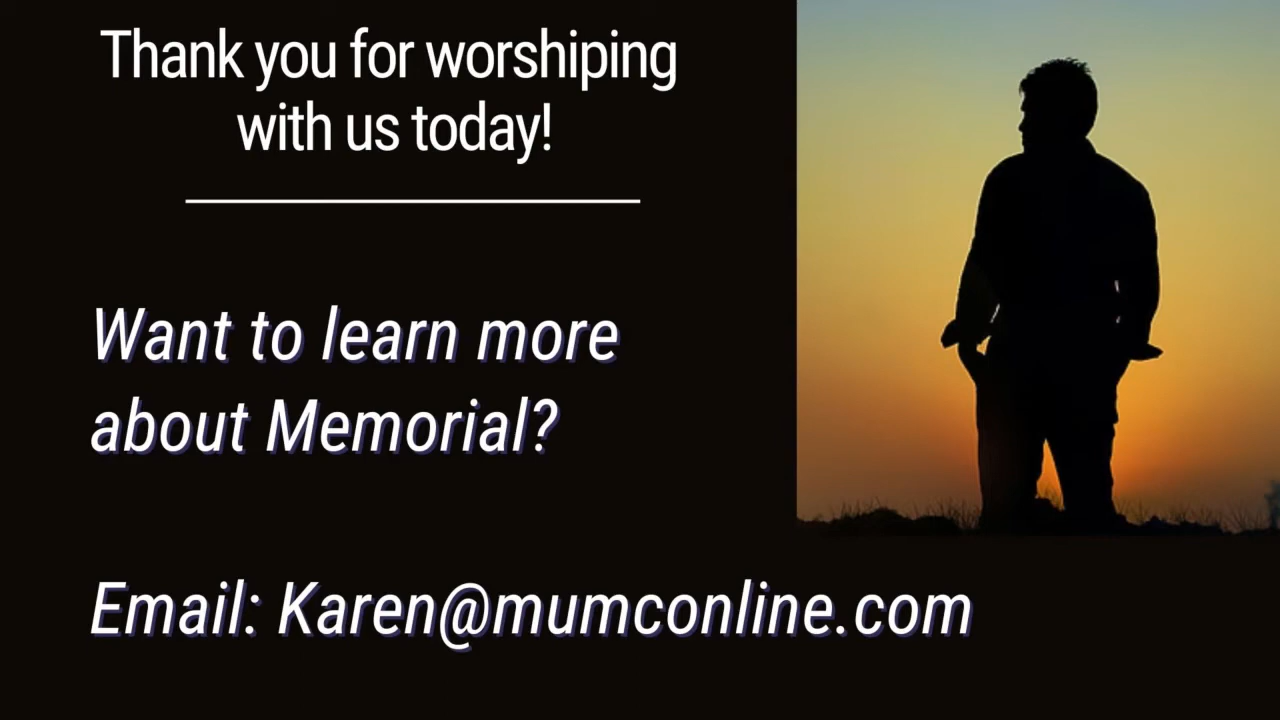 Thank you for worshiping
with us today!
Want to learn more
about Memorial?
Email: Karen@mumconline.com